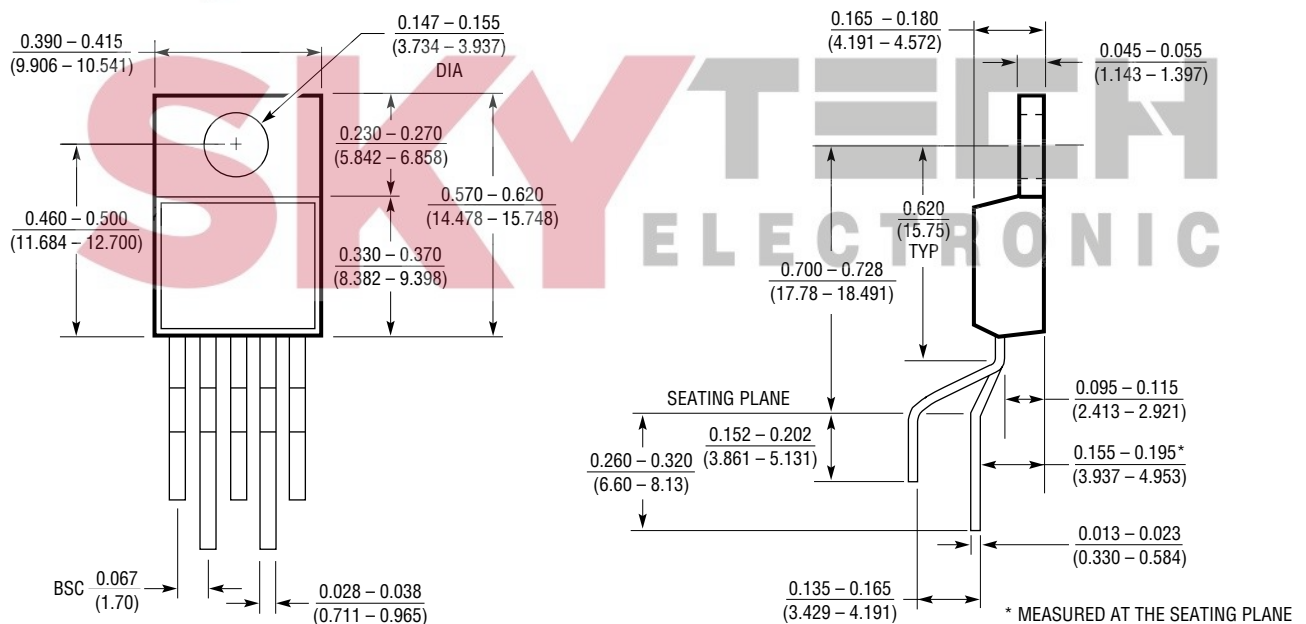 0.390 – 0.415
(9.906 – 10.541)
0.147 – 0.155
(3.734 – 3.937)
DIA
0.230 – 0.270
(5.842 – 6.858)
0.460 – 0.500
(11.684 – 12.700)
0.570 – 0.620
(14.478 – 15.748)
0.330 – 0.370
(8.382 – 9.398)
BSC 0.067
(1.70)
0.028 – 0.038
(0.711 – 0.965)
0.165 – 0.180
(4.191 – 4.572)
0.045 – 0.055
(1.143 – 1.397)
0.620
(15.75)
TYP
0.700 – 0.728
(17.78 – 18.491)
SEATING PLANE
0.152 – 0.202
(3.861 – 5.131)
0.260 – 0.320
(6.60 – 8.13)
0.095 – 0.115
(2.413 – 2.921)
0.155 – 0.195*
(3.937 – 4.953)
0.013 – 0.023
(0.330 – 0.584)
0.135 – 0.165
(3.429 – 4.191)
* MEASURED AT THE SEATING PLANE
SKYTECH
ELECTRONIC